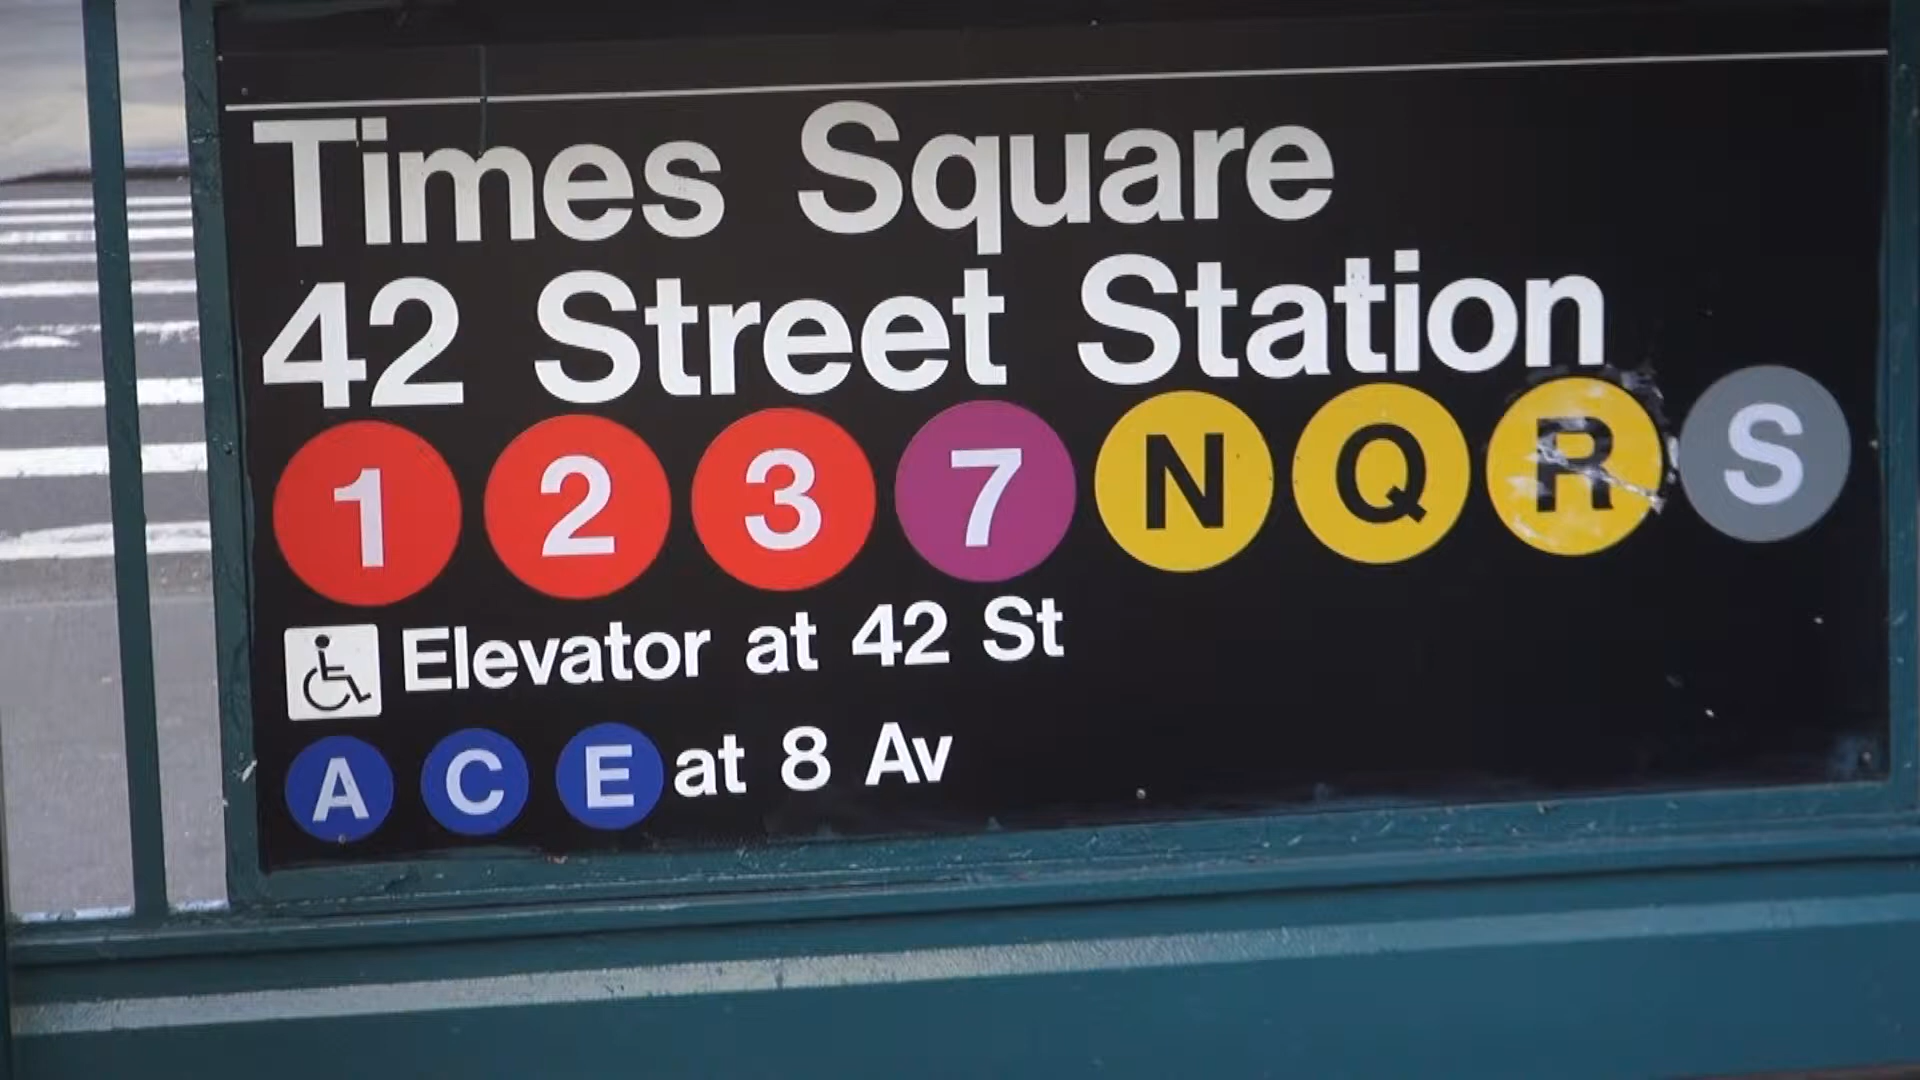 Times Square
42 Street Station
1 2 3 7 N Q R S
Elevator at 42 St
A C E at 8 Av